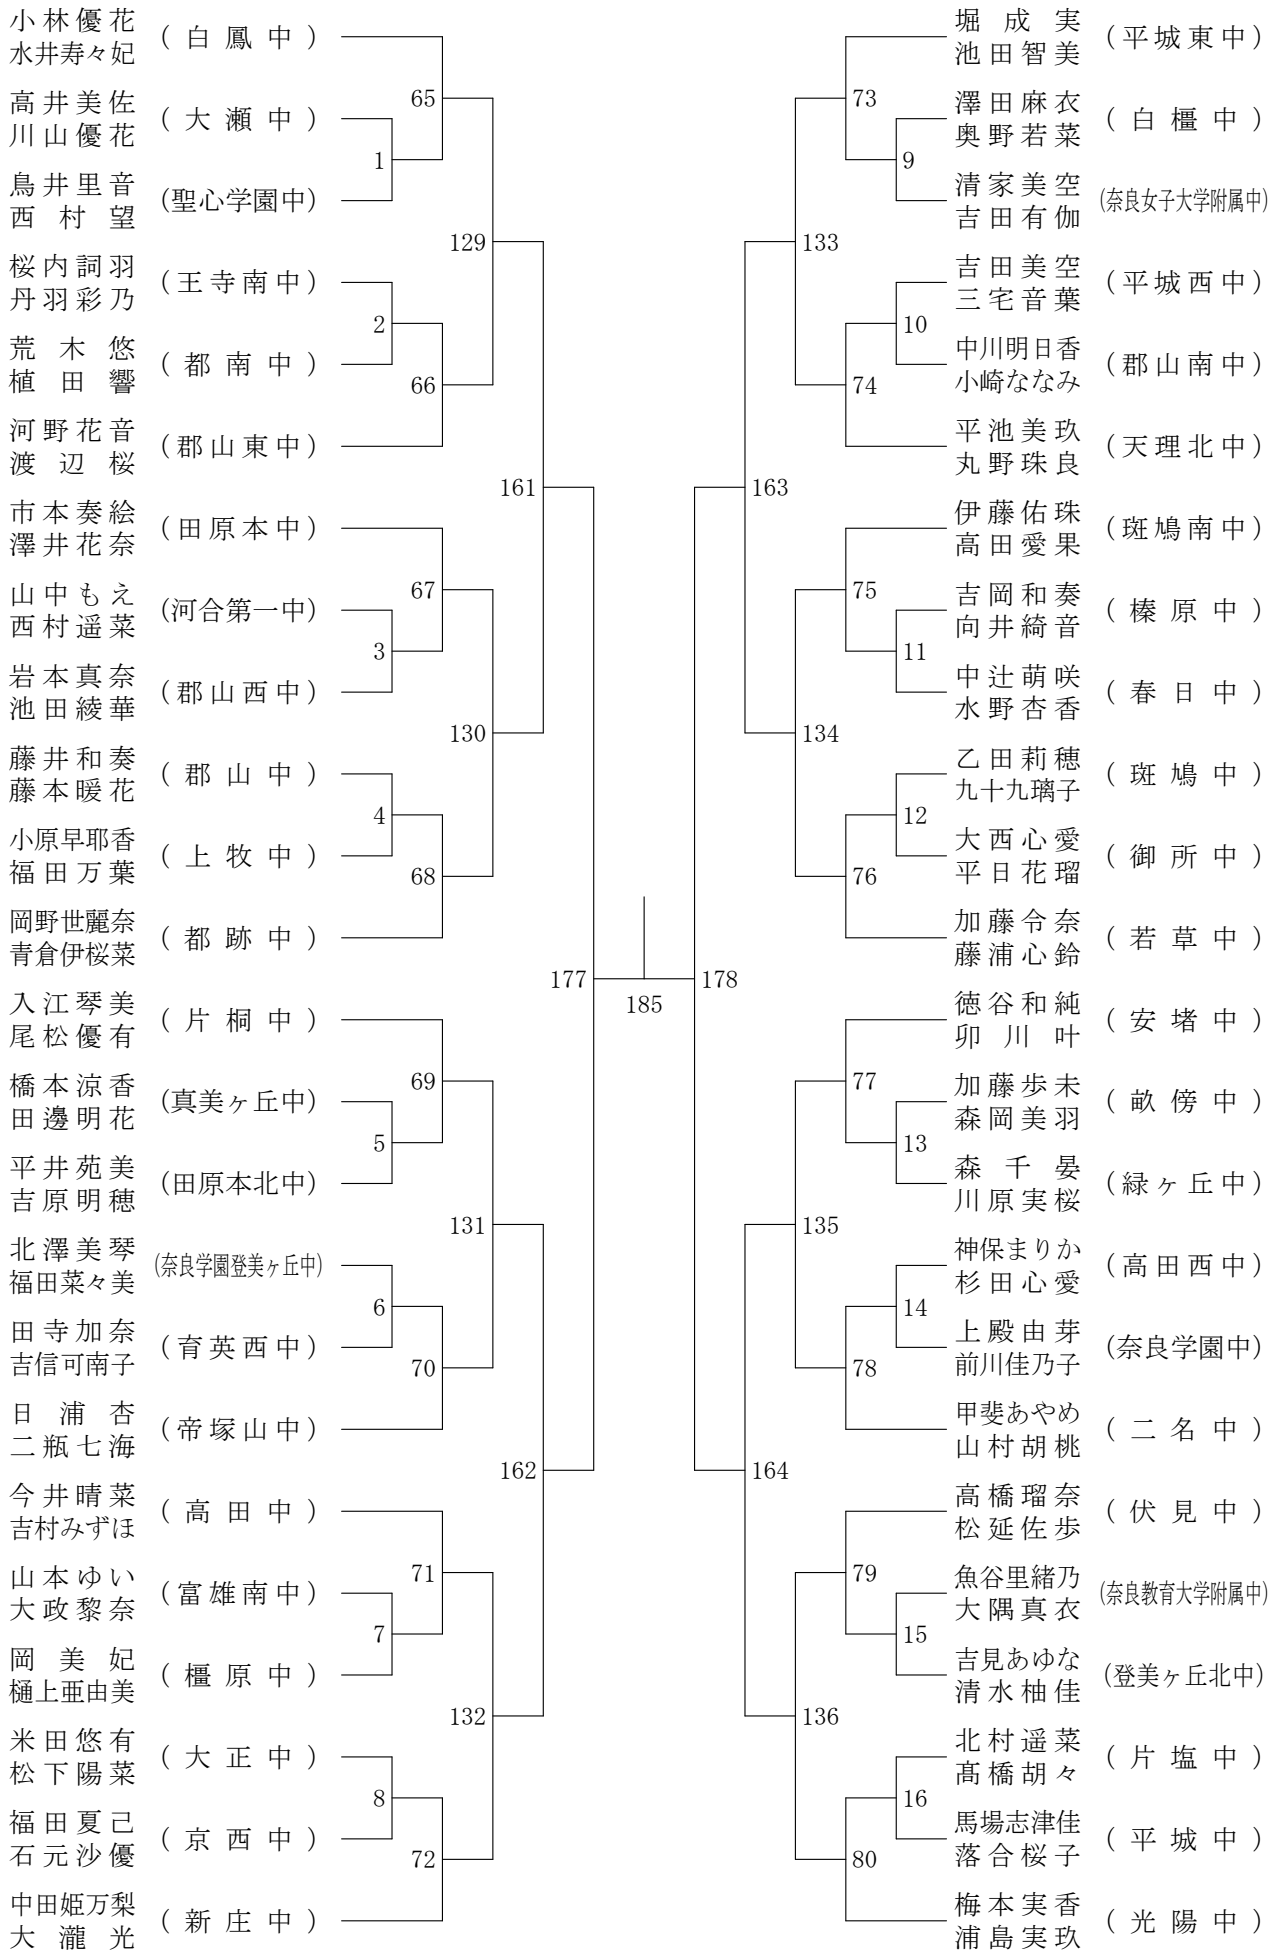 小林優花
水井寿々妃
(白鳳中)
高井美佐
川山優花
(大瀬中)
鳥井里音
西村望
(聖心学園中)
桜内詞羽
丹羽彩乃
(王寺南中)
荒木悠
植田響
(都南中)
河野花音
渡辺桜
(郡山東中)
市本奏絵
澤井花奈
(田原本中)
山中もえ
西村遥菜
(河合第一中)
岩本真奈
池田綾華
(郡山西中)
藤井和奏
藤本暖花
(郡山中)
小原早耶香
福田万葉
(上牧中)
岡野世麗奈
青倉伊桜菜
(都跡中)
入江琴美
尾松優有
(片桐中)
橋本涼香
田邊明花
(真美ヶ丘中)
平井苑美
吉原明穂
(田原本北中)
北澤美琴
福田菜々美
(奈良学園登美ヶ丘中)
田寺加奈
吉信可南子
(育英西中)
日浦杏
二瓶七海
(帝塚山中)
今井晴菜
吉村みずほ
(高田中)
山本ゆい
大政黎奈
(富雄南中)
岡美妃
樋上亜由美
(橿原中)
米田悠有
松下陽菜
(大正中)
福田夏己
石元沙優
(京西中)
中田姫万梨
大瀧光
(新庄中)
65
1
129
2
66
161
67
3
130
4
68
177
69
5
131
6
70
162
71
7
132
8
72
185
178
73
9
133
10
74
163
75
11
134
12
76
77
13
135
14
78
164
79
15
136
16
80
堀成実
池田智美
(平城東中)
澤田麻衣
奥野若菜
(白橿中)
清家美空
吉田有伽
(奈良女子大学附属中)
吉田美空
三宅音葉
(平城西中)
中川明日香
小崎ななみ
(郡山南中)
平池美玖
丸野珠良
(天理北中)
伊藤佑珠
高田愛果
(斑鳩南中)
吉岡和奏
向井綺音
(榛原中)
中辻萌咲
水野杏香
(春日中)
乙田莉穂
九十九璃子
(斑鳩中)
大西心愛
平日花瑠
(御所中)
加藤令奈
藤浦心鈴
(若草中)
徳谷和純
卯川叶
(安堵中)
加藤歩未
森岡美羽
(畝傍中)
森千晏
川原実桜
(緑ヶ丘中)
神保まりか
杉田心愛
(高田西中)
上殿由芽
前川佳乃子
(奈良学園中)
甲斐あやめ
山村胡桃
(二名中)
高橋瑠奈
松延佐歩
(伏見中)
魚谷里緒乃
大隅真衣
(奈良教育大学附属中)
吉見あゆな
清水柚佳
(登美ヶ丘北中)
北村遥菜
髙橋胡々
(片塩中)
馬場志津佳
落合桜子
(平城中)
梅本実香
浦島実玖
(光陽中)